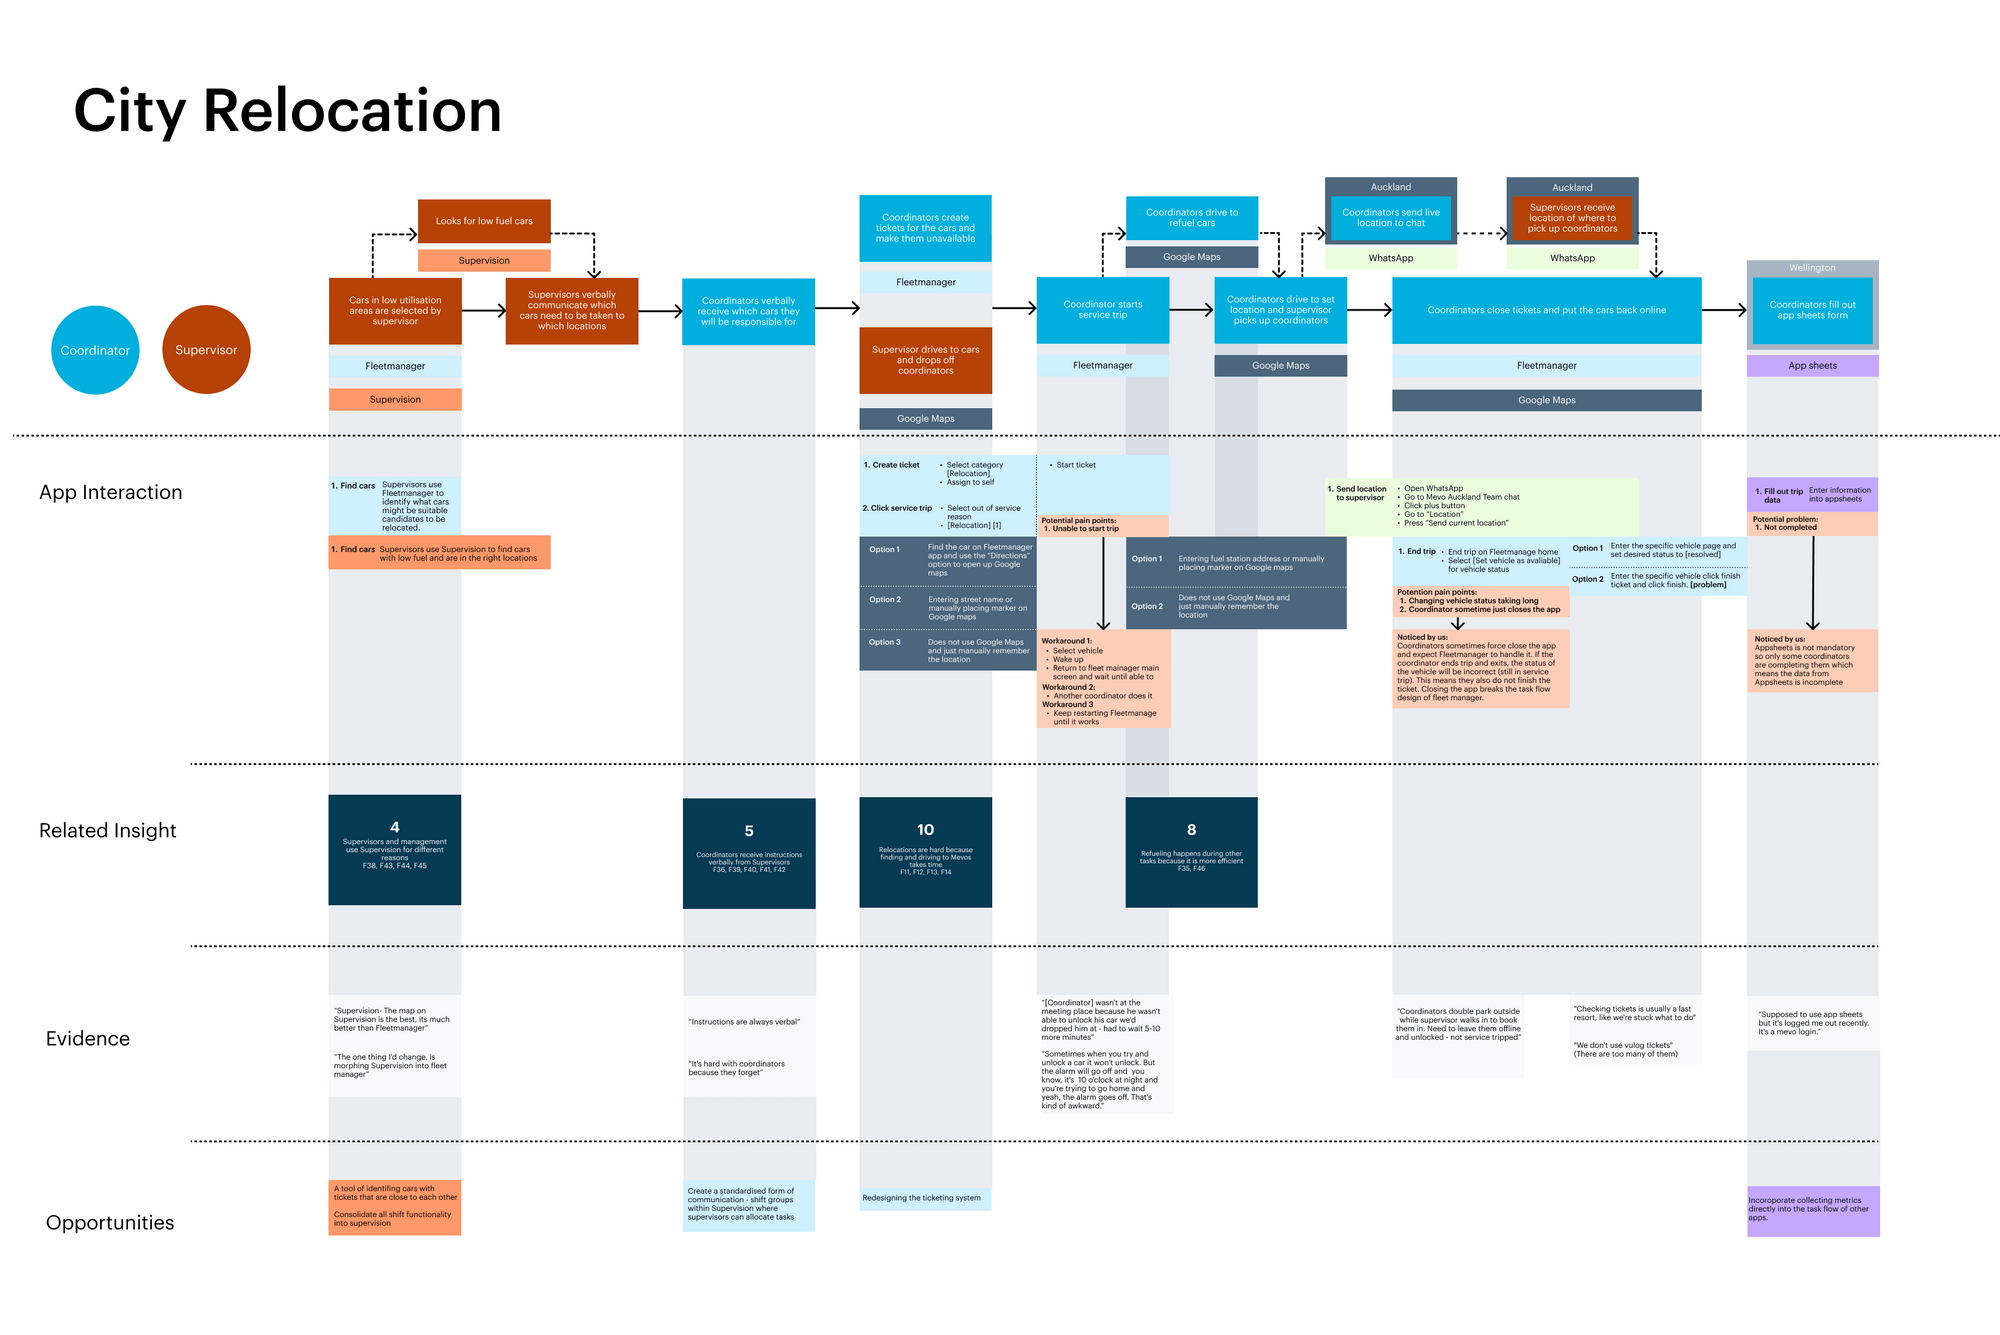 City Relocation
Coordinator
Supervisor
Looks for low fuel cars
Supervision
Cars in low utilisation
areas are selected by
supervisor
Fleetmanager
Supervision
Supervisors verbally
communicate which
cars need to be taken to
which locations
Coordinators verbally
receive which cars they
will be responsible for
Coordinators create
tickets for the cars and
make them unavailable
Fleetmanager
Supervisor drives to cars
and drops off
coordinators
Google Maps
Coordinator starts
service trip
Fleetmanager
Coordinators drive to
refuel cars
Google Maps
Coordinators drive to set
location and supervisor
picks up coordinators
Google Maps
Auckland
Coordinators send live
location to chat
WhatsApp
Auckland
Supervisors receive
location of where to
pick up coordinators
WhatsApp
Coordinators close tickets and put the cars back online
Fleetmanager
Google Maps
Wellington
Coordinators fill out
app sheets form
App sheets
App Interaction
1. Find cars
Supervisors use
Fleetmanager to
identify what cars
might be suitable
candidates to be
relocated.
1. Find cars
Supervisors use Supervision to find cars
with low fuel and are in the right locations
1. Create ticket
• Select category
[Relocation]
• Assign to self
2. Click service trip
• Select out of service
reason
• [Relocation] [1]
• Start ticket
Potential pain points:
1. Unable to start trip
Option 1
Find the car on Fleetmanager
app and use the "Directions"
option to open up Google
maps
Option 2
Entering street name or
manually placing marker on
Google maps
Option 3
Does not use Google Maps
and just manually remember
the location
Workaround 1:
• Select vehicle
• Wake up
• Return to fleet mainager main
screen and wait until able to
Workaround 2:
• Another coordinator does it
Workaround 3
• Keep restarting Fleetmanage
until it works
Option 1
Entering fuel station address or manually
placing marker on Google maps
Option 2
Does not use Google Maps and
just manually remember the
location
1. Send location
to supervisor
• Open WhatsApp
• Go to Mevo Auckland Team chat
• Click plus button
• Go to "Location"
• Press "Send current location"
1. End trip
• End trip on Fleetmanage home
• Select [Set vehicle as avaliable]
for vehicle status
Option 1
Enter the specific vehicle page and
set desired status to [resolved]
Option 2
Enter the specific vehicle click finish
ticket and click finish. [problem]
Potention pain points:
1. Changing vehicle status taking long
2. Coordinator sometime just closes the app
Noticed by us:
Coordinators sometimes force close the app
and expect Fleetmanager to handle it. If the
coordinator ends trip and exits, the status of
the vehicle will be incorrect (still in service
trip). This means they also do not finish the
ticket. Closing the app breaks the task flow
design of fleet manager.
1. Fill out trip
data
Enter information
into appsheets
Potential problem:
1. Not completed
Noticed by us:
Appsheets is not mandatory
so only some coordinators
are completing them which
means the data from
Appsheets is incomplete
Related Insight
4
Supervisors and management
use Supervision for different
reasons
F38, F43, F44, F45
5
Coordinators receive instructions
verbally from Supervisors
F36, F39, F40, F41, F42
10
Relocations are hard because
finding and driving to Mevos
takes time
F11, F12, F13, F14
8
Refueling happens during other
tasks because it is more efficient
F35, F46
Evidence
"Supervision- The map on
Supervision is the best, its much
better than Fleetmanager"
"The one thing I'd change, is
morphing Supervision into fleet
manager"
"Instructions are always verbal"
"It's hard with coordinators
because they forget"
"[Coordinator] wasn't at the
meeting place because he wasn't
able to unlock his car we'd
dropped him at - had to wait 5-10
more minutes"
"Sometimes when you try and
unlock a car it won't unlock. But
the alarm will go off and you
know, it's 10 o'clock at night and
you're trying to go home and
yeah, the alarm goes off. That's
kind of awkward."
"Coordinators double park outside
while supervisor walks in to book
them in. Need to leave them offline
and unlocked - not service tripped"
"Checking tickets is usually a last
resort, like we're stuck what to do"
"We don't use vulog tickets"
(There are too many of them)
"Supposed to use app sheets
but it's logged me out recently.
It's a mevo login."
Opportunities
A tool of identifing cars with
tickets that are close to each other
Consolidate all shift functionality
into supervision
Create a standardised form of
communication - shift groups
within Supervision where
supervisors can allocate tasks
Redesigning the ticketing system
Incoroporate collecting metrics
directly into the task flow of other
apps.